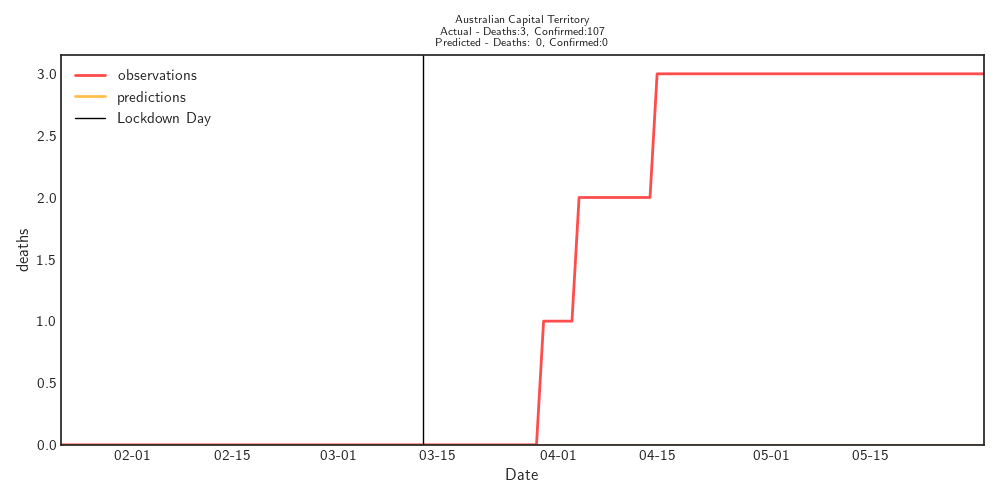 Australian Capital Territory
Actual - Deaths:3, Confirmed:107
Predicted - Deaths: 0, Confirmed:0
observations
predictions
Lockdown Day
3.0
2.5
2.0
1.5
1.0
0.5
0.0
deaths
02-01 02-15 03-01 03-15 04-01 04-15 05-01 05-15
Date